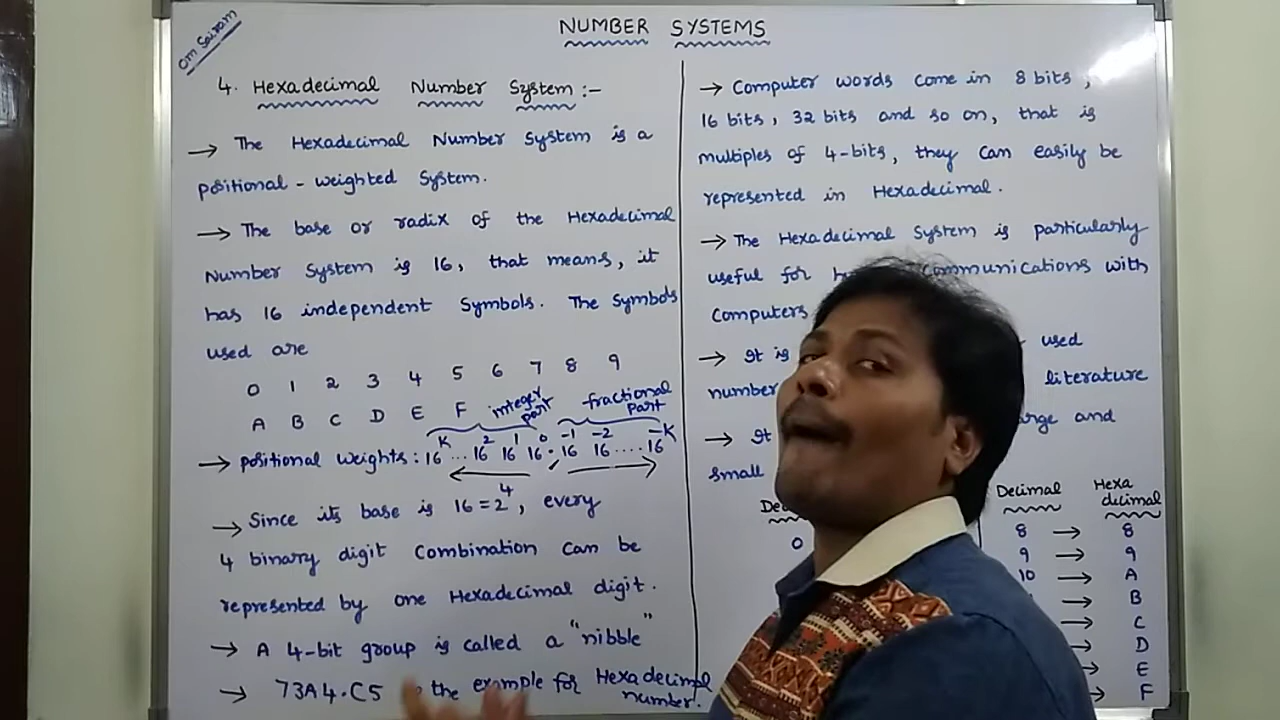 Om Sairam
NUMBER SYSTEMS
4. Hexadecimal Number System :-
→ The Hexadecimal Number System is a
positional - weighted System.
→ The base or radix of the Hexadecimal
Number System is 16, that means, it
has 16 independent Symbols. The Symbols
used are
0 1 2 3 4 5 6 7 8 9
A B C D E F
integer part
fractional part
→ positional weights : 16^K ... 16^2 16^1 16^0 . 16^-1 16^-2 .... 16^-K
→ Since its base is 16 = 2^4, every
4 binary digit Combination Can be
represented by one Hexadecimal digit.
→ A 4-bit group is called a "nibble"
→ 73A4.C5 the example for Hexadecimal
number.
→ Computer words come in 8 bits,
16 bits, 32 bits and so on, that is
multiples of 4-bits, they can easily be
represented in Hexadecimal.
→ The Hexadecimal System is particularly
useful for communications with
Computers
→ It is used
number literature
→ It and
small
0
Decimal Hexa decimal
8 → 8
9 → 9
10 → A
→ B
→ C
→ D
→ E
→ F